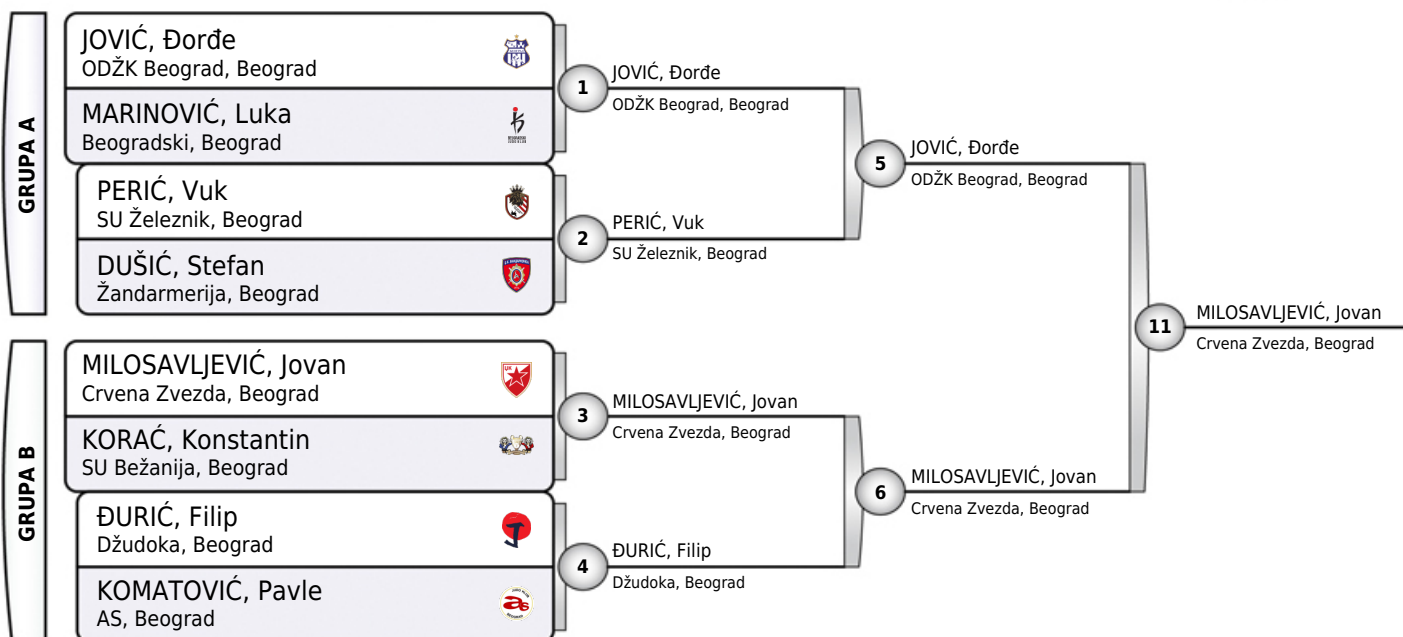 GRUPA A
JOVIĆ, Đorđe
ODŽK Beograd, Beograd
MARINOVIĆ, Luka
Beogradski, Beograd
PERIĆ, Vuk
SU Železnik, Beograd
DUŠIĆ, Stefan
Žandarmerija, Beograd
GRUPA B
MILOSAVLJEVIĆ, Jovan
Crvena Zvezda, Beograd
KORAĆ, Konstantin
SU Bežanija, Beograd
ĐURIĆ, Filip
Džudoka, Beograd
KOMATOVIĆ, Pavle
AS, Beograd
1
JOVIĆ, Đorđe
ODŽK Beograd, Beograd
2
PERIĆ, Vuk
SU Železnik, Beograd
3
MILOSAVLJEVIĆ, Jovan
Crvena Zvezda, Beograd
4
ĐURIĆ, Filip
Džudoka, Beograd
5
JOVIĆ, Đorđe
ODŽK Beograd, Beograd
6
MILOSAVLJEVIĆ, Jovan
Crvena Zvezda, Beograd
11
MILOSAVLJEVIĆ, Jovan
Crvena Zvezda, Beograd